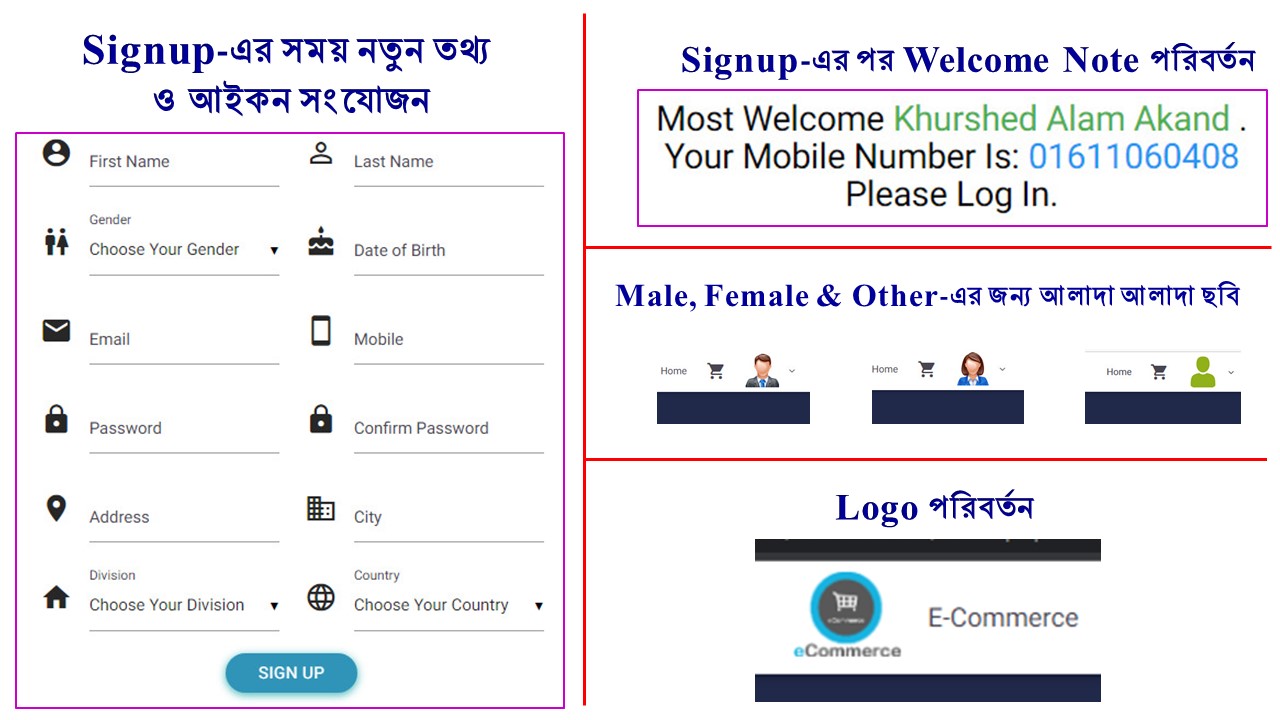 Signup-এর সময় নতুন তথ্য
ও আইকন সংযোজন
First Name
Last Name
Gender
Choose Your Gender
Date of Birth
Email
Mobile
Password
Confirm Password
Address
City
Division
Choose Your Division
Country
Choose Your Country
SIGN UP
Signup-এর পর Welcome Note পরিবর্তন
Most Welcome Khurshed Alam Akand .
Your Mobile Number Is: 01611060408
Please Log In.
Male, Female & Other-এর জন্য আলাদা আলাদা ছবি
Home
Home
Home
Logo পরিবর্তন
eCommerce
eCommerce
E-Commerce